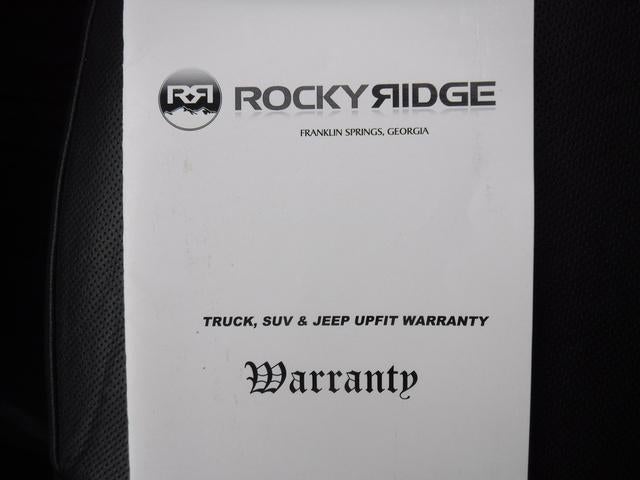 RR ROCKYRIDGE
FRANKLIN SPRINGS, GEORGIA
TRUCK, SUV & JEEP UPFIT WARRANTY
Warranty